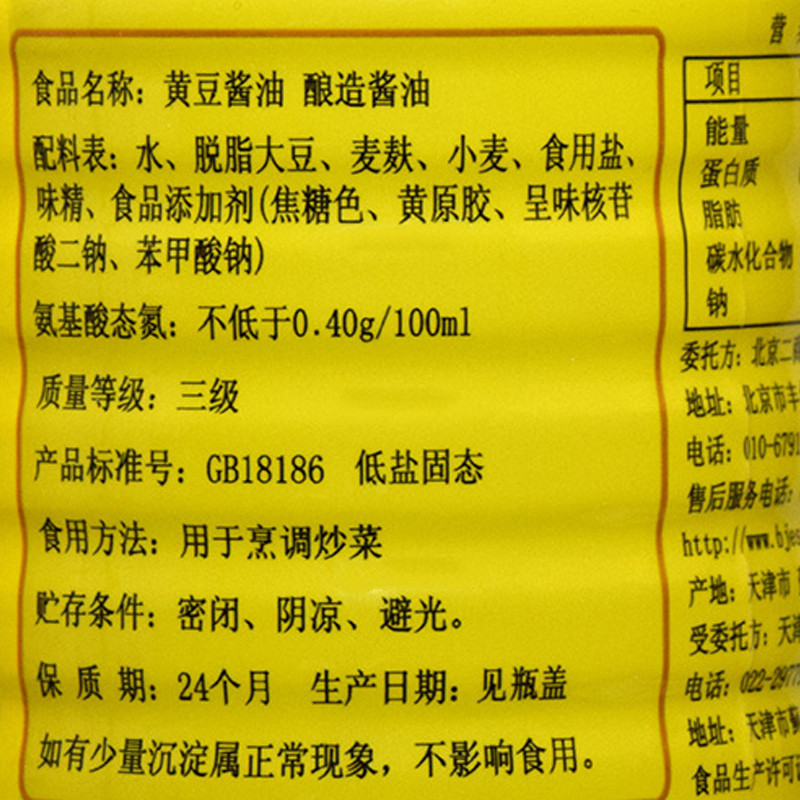 食品名称：黄豆酱油 酿造酱油
配料表：水、脱脂大豆、麦麸、小麦、食用盐、
味精、食品添加剂(焦糖色、黄原胶、呈味核苷
酸二钠、苯甲酸钠)
氨基酸态氮：不低于0.40g/100ml
质量等级：三级
产品标准号：GB18186 低盐固态
食用方法：用于烹调炒菜
贮存条件：密闭、阴凉、避光。
保质期：24个月 生产日期：见瓶盖
如有少量沉淀属正常现象，不影响食用。
营
项目
能量
蛋白质
脂肪
碳水化合物
钠
委托方：北京二
地址：北京市丰
电话：010-6791
售后服务电话：
http://www.bjes
产地：天津市
受委托方：天津
电话：022-2977
地址：天津市蓟
食品生产许可